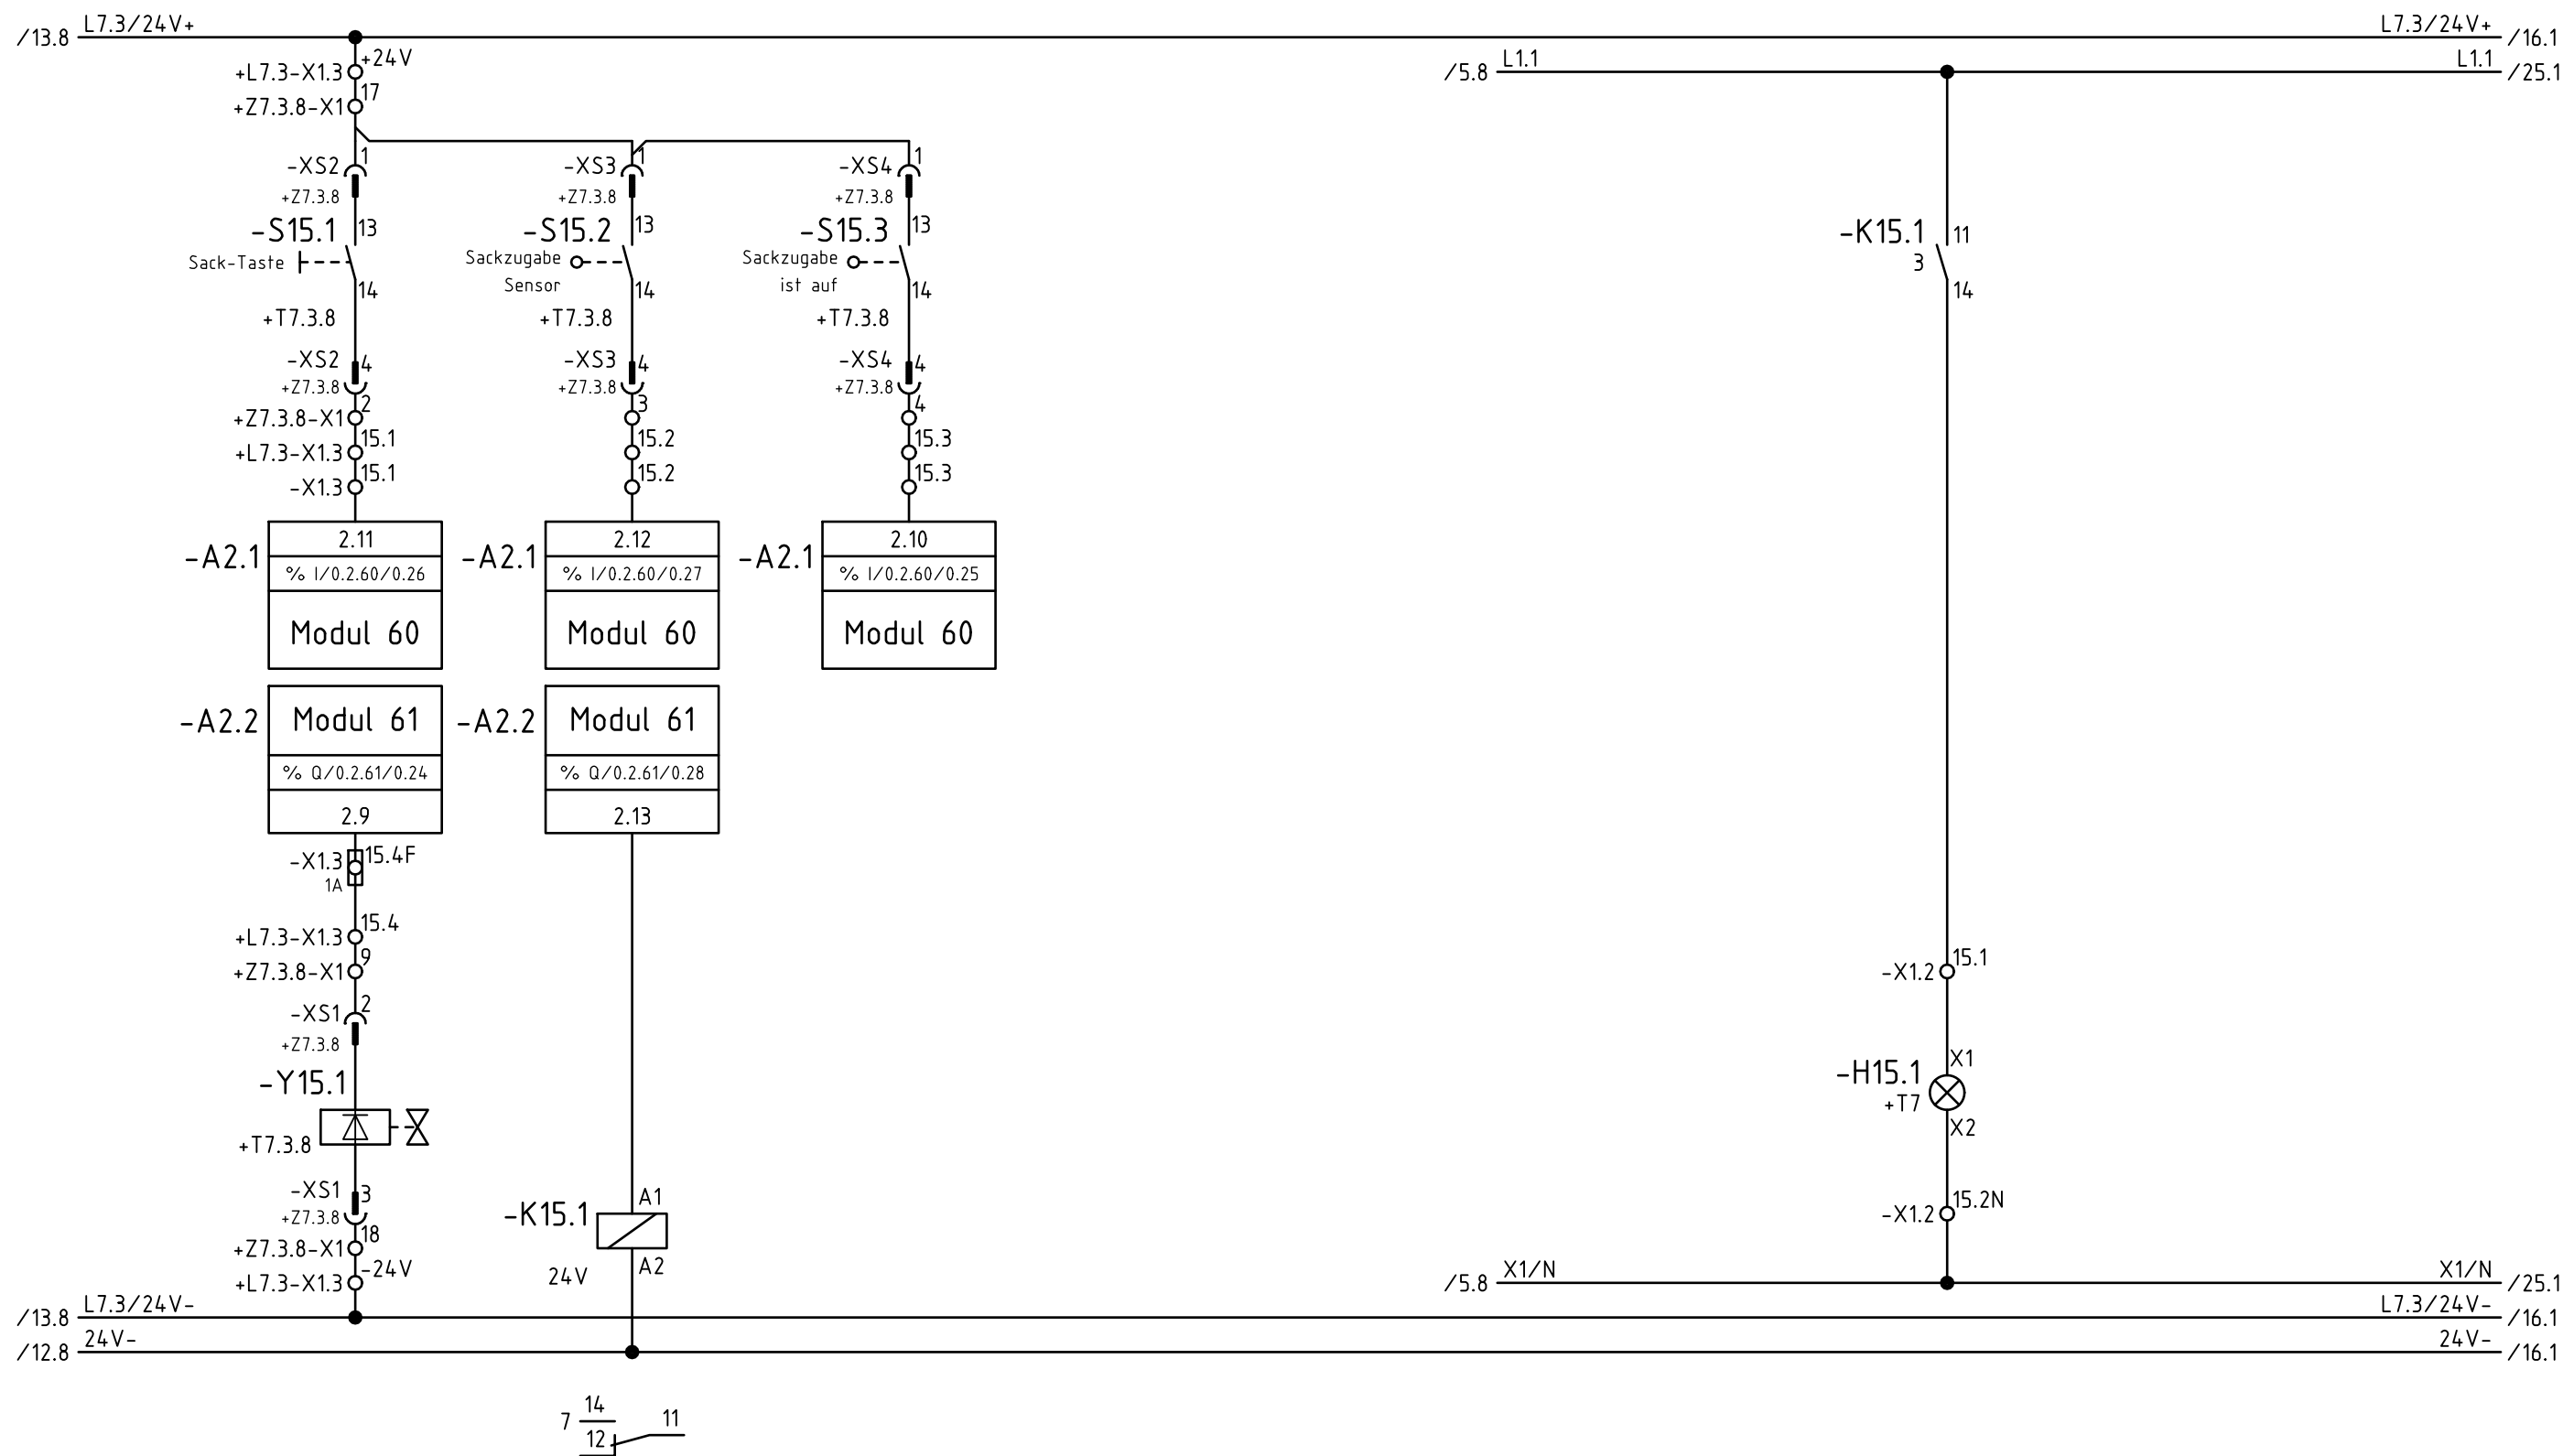 L7.3/24V+
L7.3/24V+
/13.8
/16.1
L1.1
L1.1
/5.8
/25.1
+24V
+L7.3-X1.3
17
+Z7.3.8-X1
-XS2
1
+Z7.3.8
-XS3
1
+Z7.3.8
-XS4
1
+Z7.3.8
-S15.1
13
Sack-Taste
14
+T7.3.8
-S15.2
13
Sackzugabe
Sensor
14
+T7.3.8
-S15.3
13
Sackzugabe
ist auf
14
+T7.3.8
-K15.1
11
3
14
-XS2
4
+Z7.3.8
-XS3
4
+Z7.3.8
-XS4
4
+Z7.3.8
2
+Z7.3.8-X1
3
4
15.1
+L7.3-X1.3
15.2
15.3
15.1
-X1.3
15.2
15.3
-A2.1
2.11
% I/0.2.60/0.26
Modul 60
-A2.1
2.12
% I/0.2.60/0.27
Modul 60
-A2.1
2.10
% I/0.2.60/0.25
Modul 60
-A2.2
Modul 61
% Q/0.2.61/0.24
2.9
-A2.2
Modul 61
% Q/0.2.61/0.28
2.13
-X1.3
15.4F
1A
15.4
+L7.3-X1.3
9
+Z7.3.8-X1
2
-XS1
+Z7.3.8
-Y15.1
+T7.3.8
-XS1
3
+Z7.3.8
18
+Z7.3.8-X1
-24V
+L7.3-X1.3
A1
-K15.1
A2
24V
15.1
-X1.2
X1
-H15.1
+T7
X2
15.2N
-X1.2
X1/N
X1/N
/5.8
/25.1
L7.3/24V-
L7.3/24V-
/13.8
/16.1
24V-
24V-
/12.8
/16.1
14
7
11
12